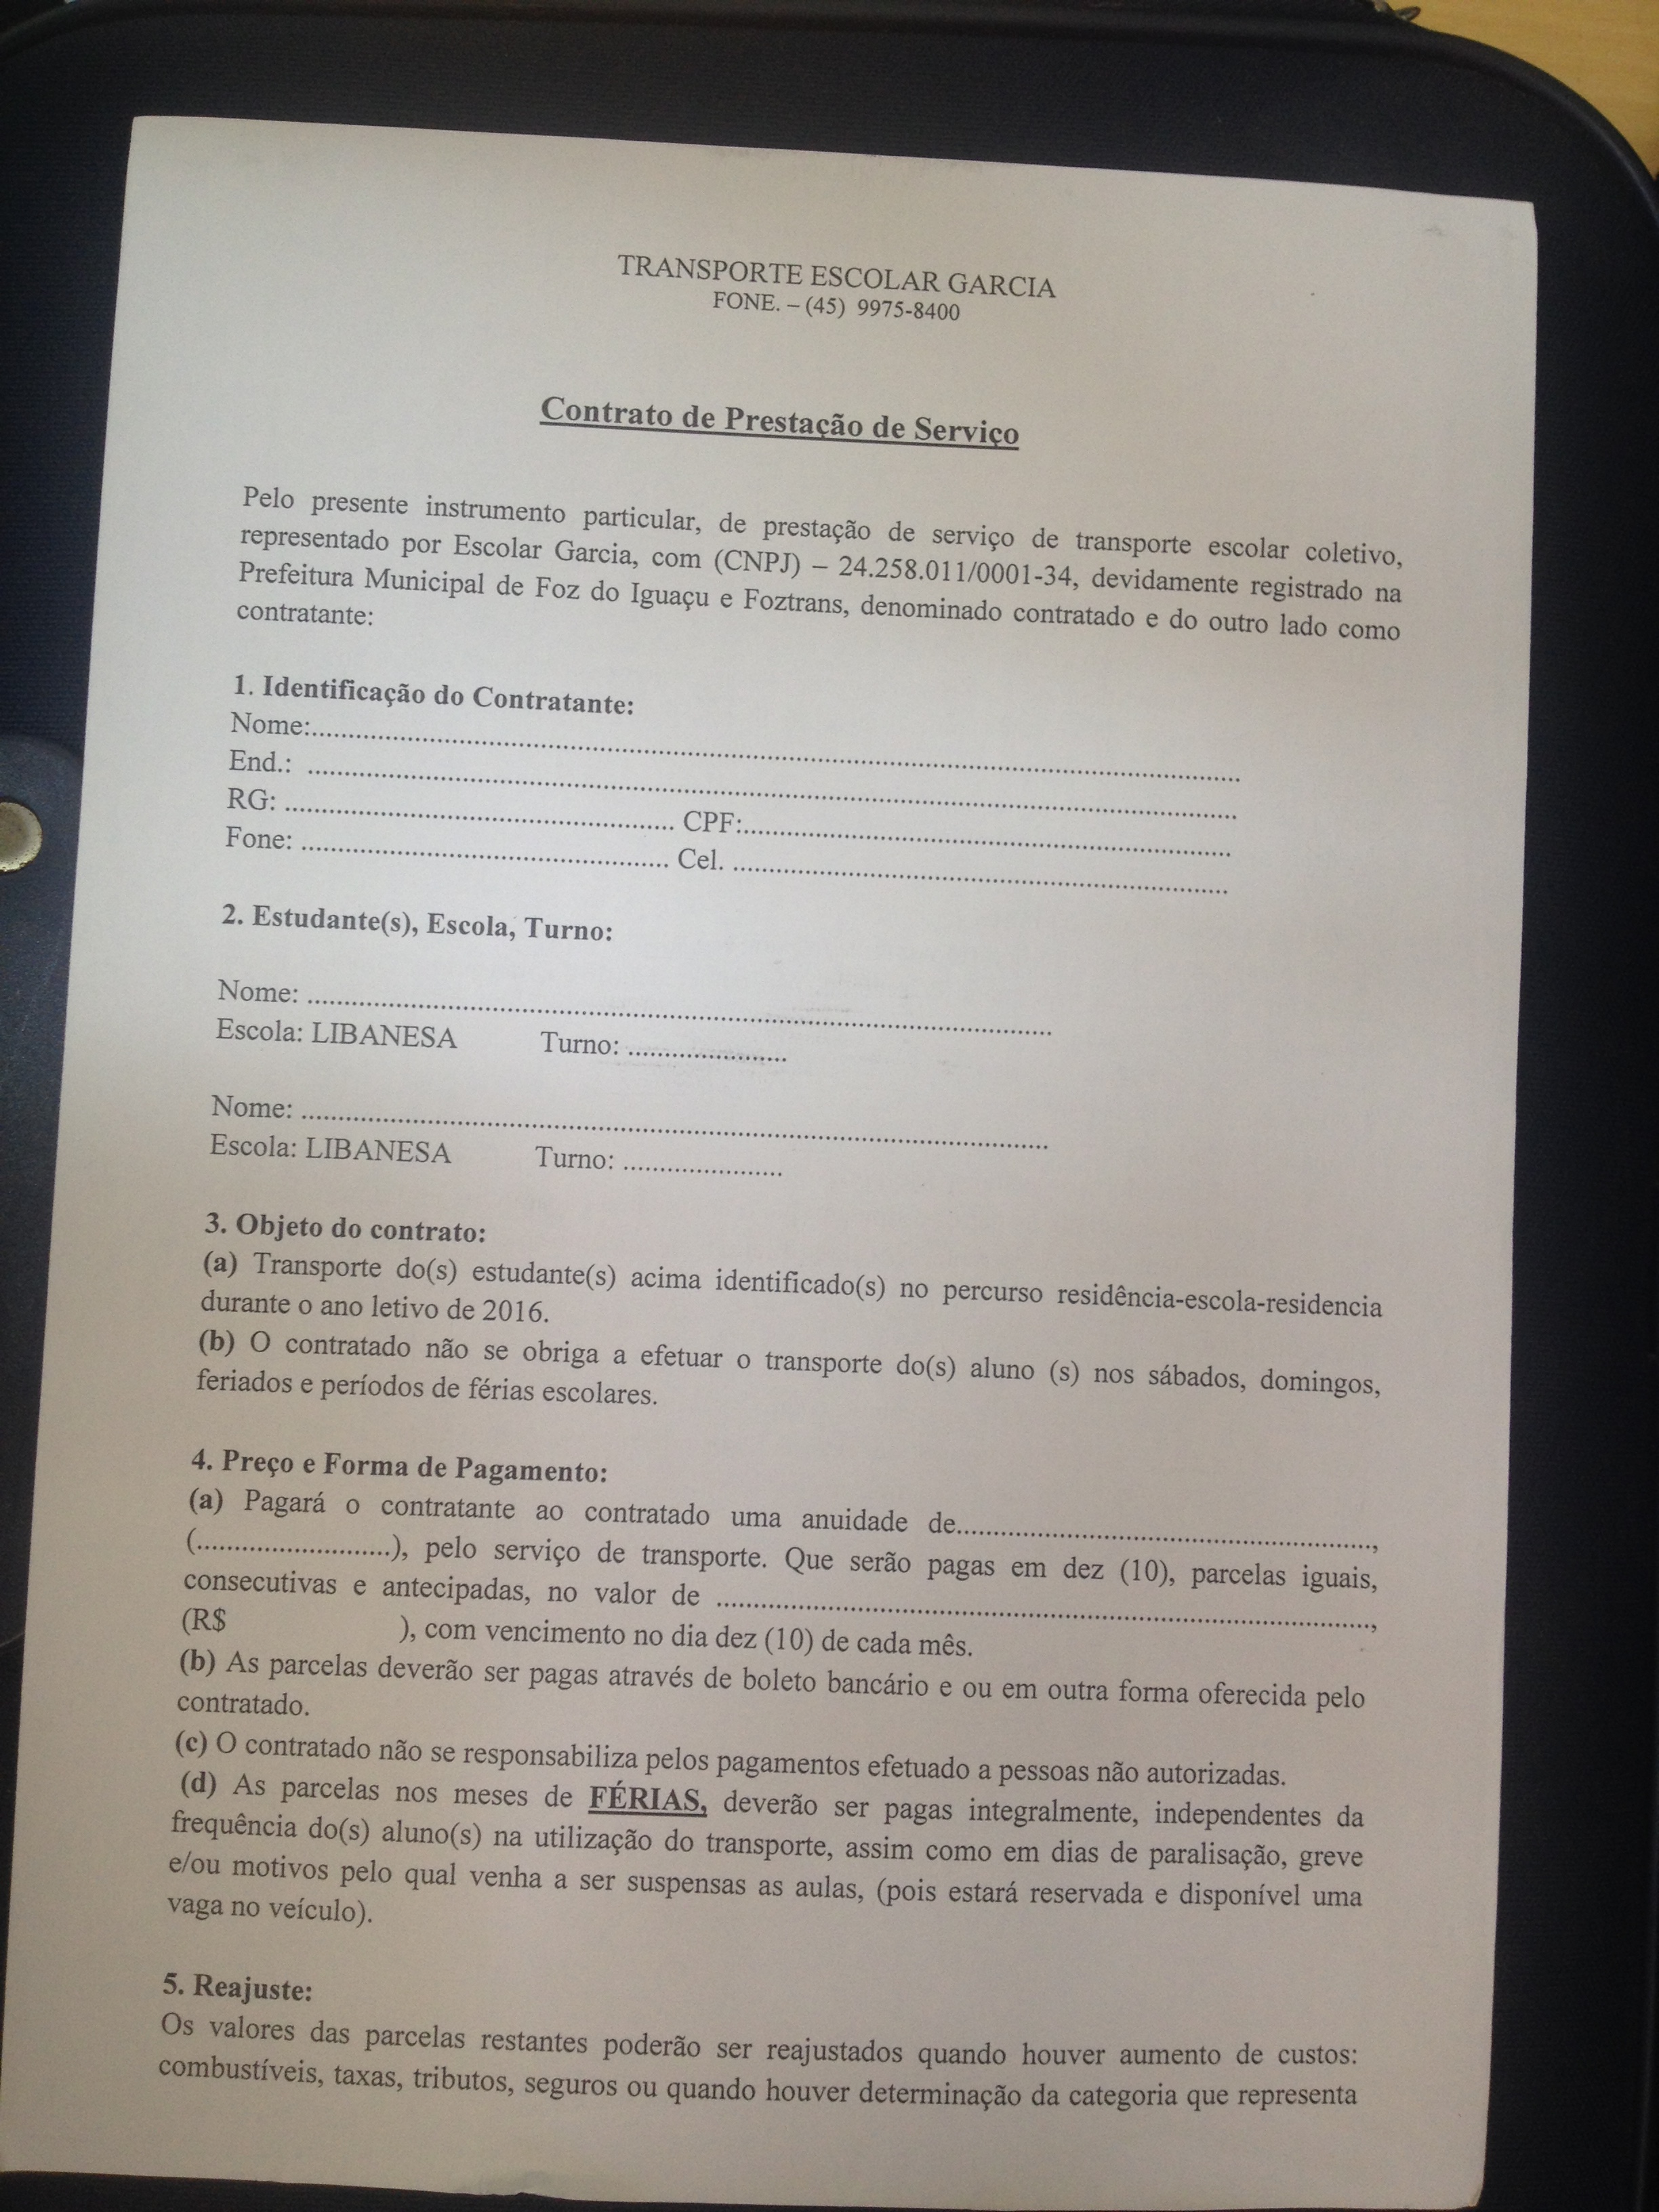 TRANSPORTE ESCOLAR GARCIA
FONE. – (45) 9975-8400
Contrato de Prestação de Serviço
Pelo presente instrumento particular, de prestação de serviço de transporte escolar coletivo,
representado por Escolar Garcia, com (CNPJ) – 24.258.011/0001-34, devidamente registrado na
Prefeitura Municipal de Foz do Iguaçu e Foztrans, denominado contratado e do outro lado como
contratante:
1. Identificação do Contratante:
Nome:..........................................................................................
End.: ..........................................................................................
RG: ........................................ CPF:..................................................
Fone: ...................................... Cel. ..................................................
2. Estudante(s), Escola, Turno:
Nome: ..........................................................................
Escola: LIBANESA Turno: ......................
Nome: ..........................................................................
Escola: LIBANESA Turno: ......................
3. Objeto do contrato:
(a) Transporte do(s) estudante(s) acima identificado(s) no percurso residência-escola-residencia
durante o ano letivo de 2016.
(b) O contratado não se obriga a efetuar o transporte do(s) aluno (s) nos sábados, domingos,
feriados e períodos de férias escolares.
4. Preço e Forma de Pagamento:
(a) Pagará o contratante ao contratado uma anuidade de..........................................................,
(...........................), pelo serviço de transporte. Que serão pagas em dez (10), parcelas iguais,
consecutivas e antecipadas, no valor de ..........................................................................,
(R$ ), com vencimento no dia dez (10) de cada mês.
(b) As parcelas deverão ser pagas através de boleto bancário e ou em outra forma oferecida pelo
contratado.
(c) O contratado não se responsabiliza pelos pagamentos efetuado a pessoas não autorizadas.
(d) As parcelas nos meses de FÉRIAS, deverão ser pagas integralmente, independentes da
frequência do(s) aluno(s) na utilização do transporte, assim como em dias de paralisação, greve
e/ou motivos pelo qual venha a ser suspensas as aulas, (pois estará reservada e disponível uma
vaga no veículo).
5. Reajuste:
Os valores das parcelas restantes poderão ser reajustados quando houver aumento de custos:
combustíveis, taxas, tributos, seguros ou quando houver determinação da categoria que representa